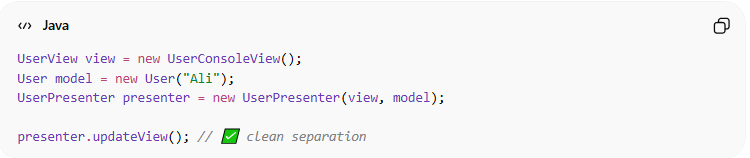 </> Java
UserView view = new UserConsoleView();
User model = new User("Ali");
UserPresenter presenter = new UserPresenter(view, model);
presenter.updateView(); // ✅ clean separation